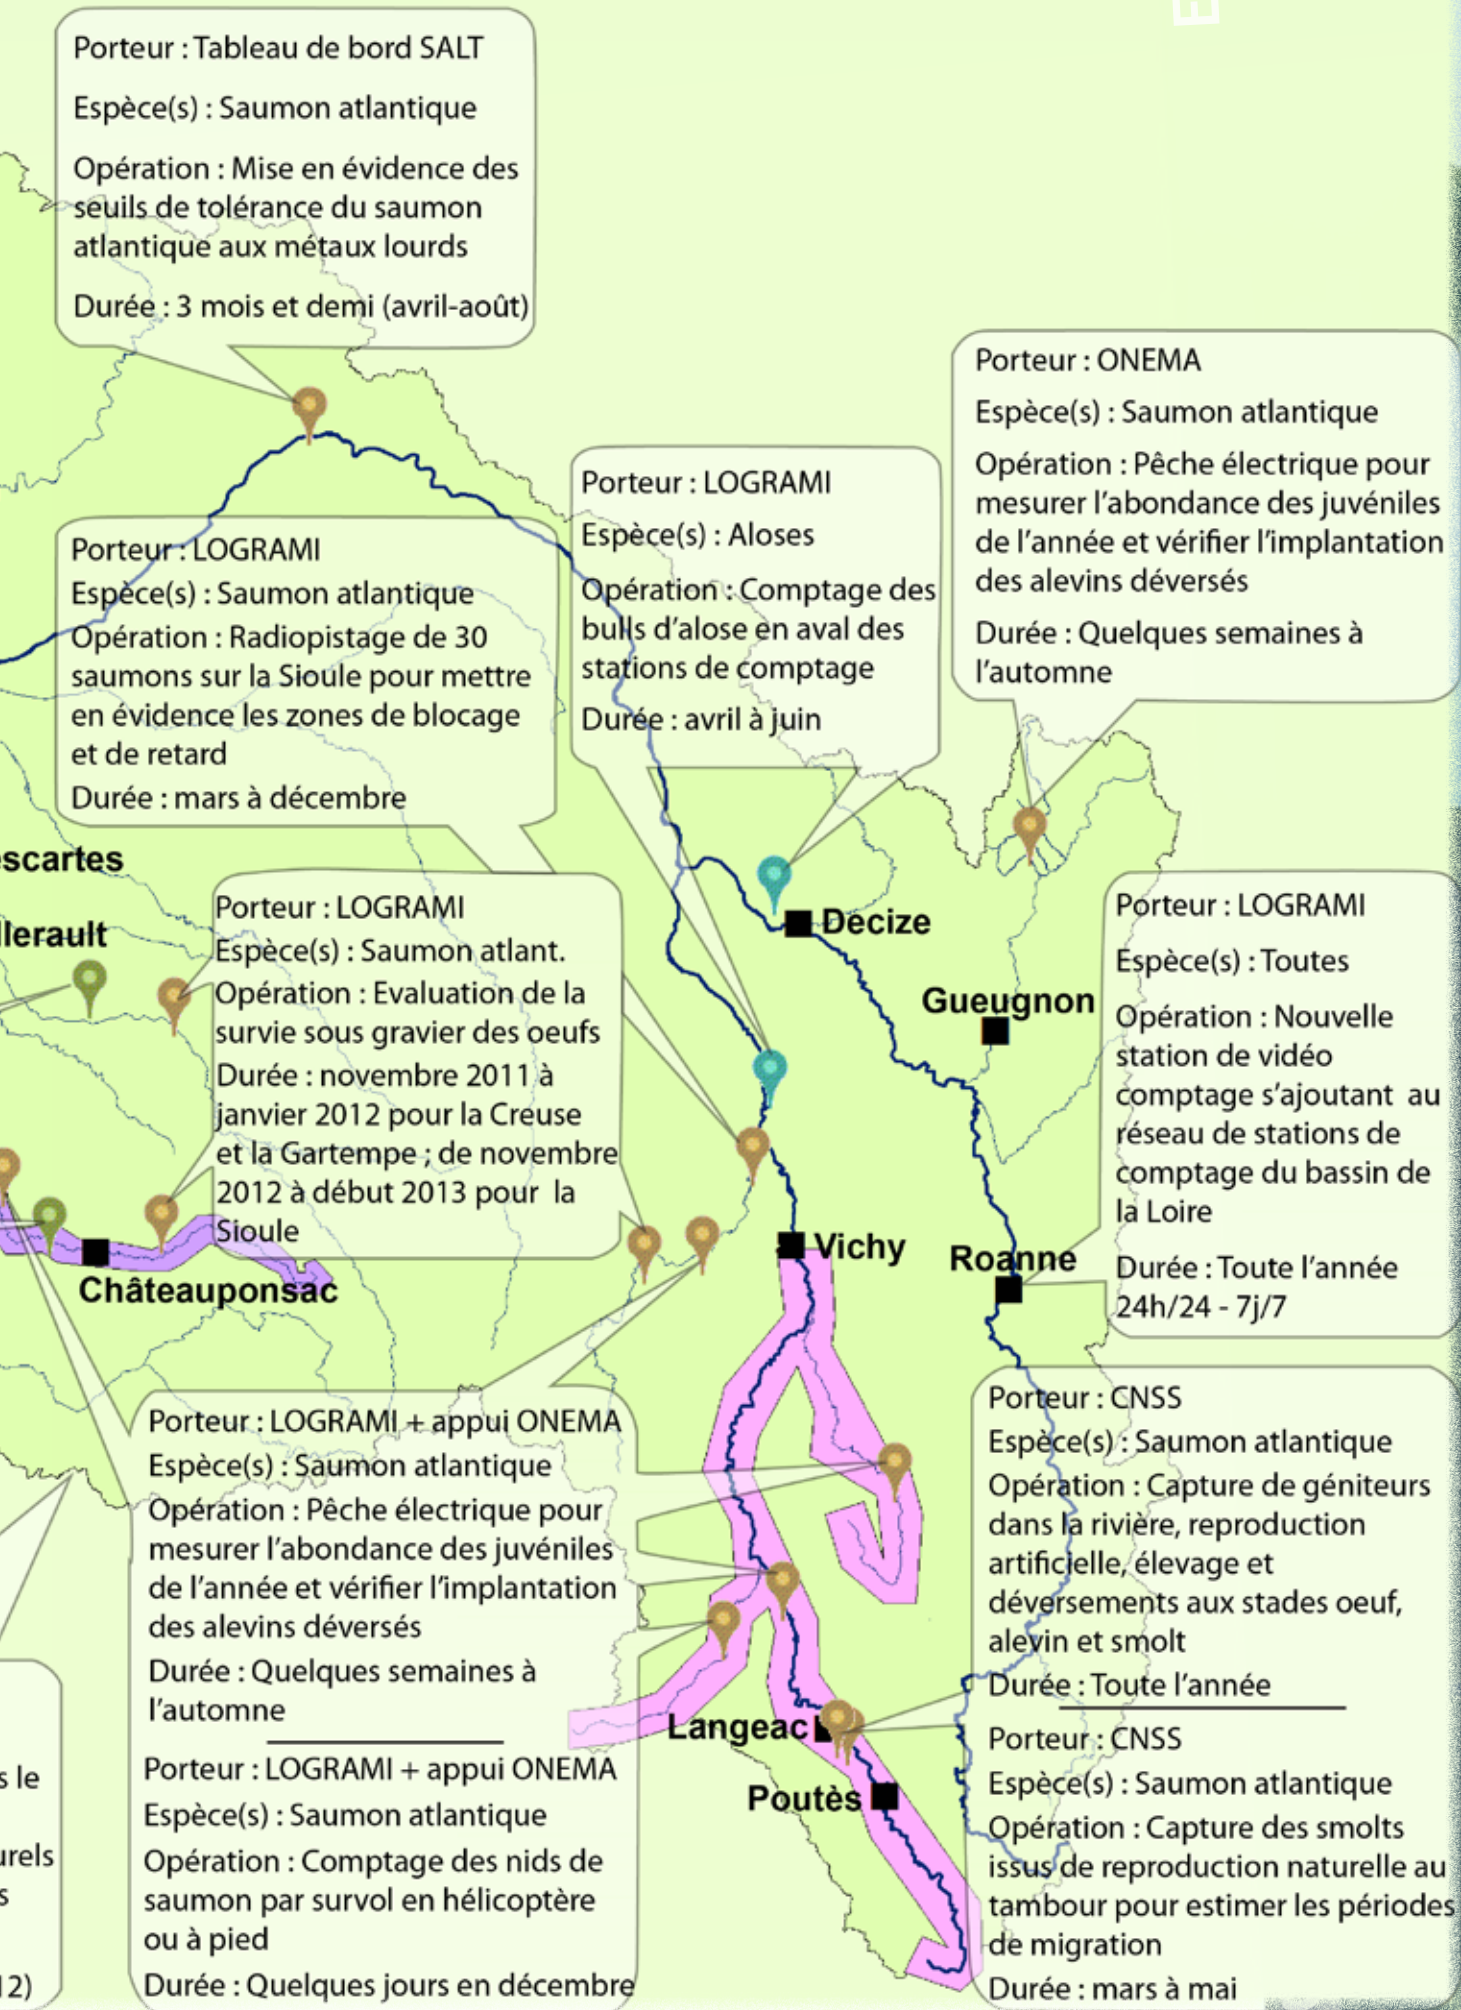 E
Porteur : Tableau de bord SALT
Espèce(s) : Saumon atlantique
Opération : Mise en évidence des
seuils de tolérance du saumon
atlantique aux métaux lourds
Durée : 3 mois et demi (avril-août)
Porteur : ONEMA
Espèce(s) : Saumon atlantique
Opération : Pêche électrique pour
mesurer l'abondance des juvéniles
de l'année et vérifier l'implantation
des alevins déversés
Durée : Quelques semaines à
l'automne
Porteur : LOGRAMI
Espèce(s) : Aloses
Opération : Comptage des
bulls d'alose en aval des
stations de comptage
Durée : avril à juin
Porteur : LOGRAMI
Espèce(s) : Saumon atlantique
Opération : Radiopistage de 30
saumons sur la Sioule pour mettre
en évidence les zones de blocage
et de retard
Durée : mars à décembre
escartes
llerault
Porteur : LOGRAMI
Espèce(s) : Saumon atlant.
Opération : Evaluation de la
survie sous gravier des oeufs
Durée : novembre 2011 à
janvier 2012 pour la Creuse
et la Gartempe ; de novembre
2012 à début 2013 pour la
Sioule
Decize
Gueugnon
Porteur : LOGRAMI
Espèce(s) : Toutes
Opération : Nouvelle
station de vidéo
comptage s'ajoutant au
réseau de stations de
comptage du bassin de
la Loire
Durée : Toute l'année
24h/24 - 7j/7
Vichy
Roanne
Châteauponsac
Porteur : LOGRAMI + appui ONEMA
Espèce(s) : Saumon atlantique
Opération : Pêche électrique pour
mesurer l'abondance des juvéniles
de l'année et vérifier l'implantation
des alevins déversés
Durée : Quelques semaines à
l'automne
Porteur : LOGRAMI + appui ONEMA
Espèce(s) : Saumon atlantique
Opération : Comptage des nids de
saumon par survol en hélicoptère
ou à pied
Durée : Quelques jours en décembre
Porteur : CNSS
Espèce(s) : Saumon atlantique
Opération : Capture de géniteurs
dans la rivière, reproduction
artificielle, élevage et
déversements aux stades oeuf,
alevin et smolt
Durée : Toute l'année
Porteur : CNSS
Espèce(s) : Saumon atlantique
Opération : Capture des smolts
issus de reproduction naturelle au
tambour pour estimer les périodes
de migration
Durée : mars à mai
Langeac
Poutès
s le
urels
s
12)